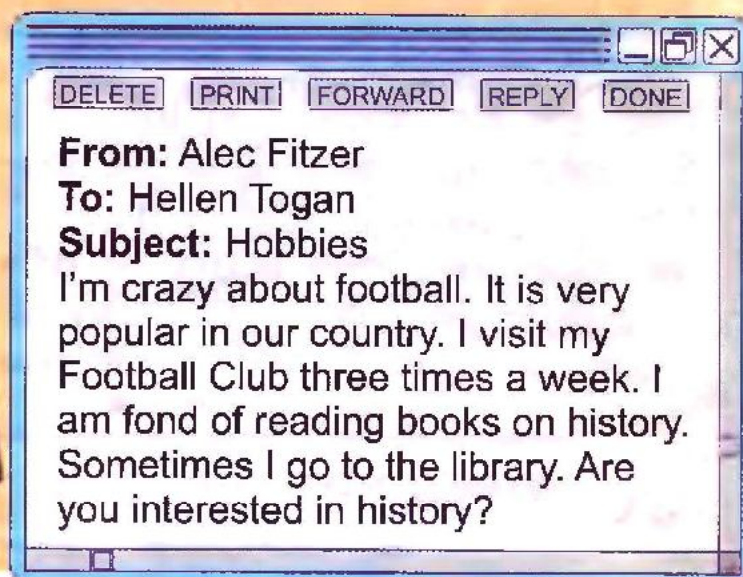 DELETE PRINT FORWARD REPLY DONE
From: Alec Fitzer
To: Hellen Togan
Subject: Hobbies
I'm crazy about football. It is very
popular in our country. I visit my
Football Club three times a week. I
am fond of reading books on history.
Sometimes I go to the library. Are
you interested in history?